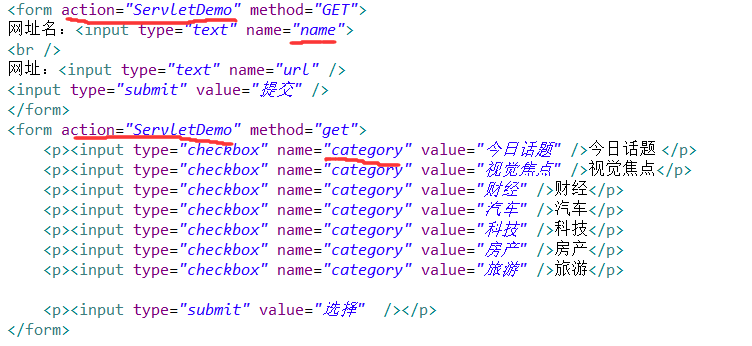 <form action="ServletDemo" method="GET">
网址名：<input type="text" name="name">
<br />
网址：<input type="text" name="url" />
<input type="submit" value="提交" />
</form>
<form action="ServletDemo" method="get">
<p><input type="checkbox" name="category" value="今日话题" />今日话题 </p>
<p><input type="checkbox" name="category" value="视觉焦点" />视觉焦点</p>
<p><input type="checkbox" name="category" value="财经" />财经</p>
<p><input type="checkbox" name="category" value="汽车" />汽车</p>
<p><input type="checkbox" name="category" value="科技" />科技</p>
<p><input type="checkbox" name="category" value="房产" />房产</p>
<p><input type="checkbox" name="category" value="旅游" />旅游</p>
<p><input type="submit" value="选择"  /></p>
</form>